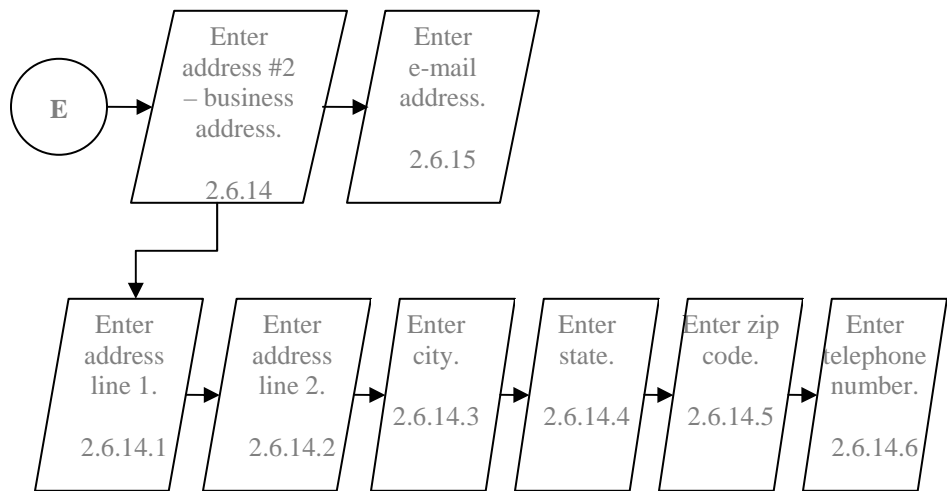 E
Enter
address #2
– business
address.
2.6.14
Enter
e-mail
address.
2.6.15
Enter
address
line 1.
2.6.14.1
Enter
address
line 2.
2.6.14.2
Enter
city.
2.6.14.3
Enter
state.
2.6.14.4
Enter zip
code.
2.6.14.5
Enter
telephone
number.
2.6.14.6